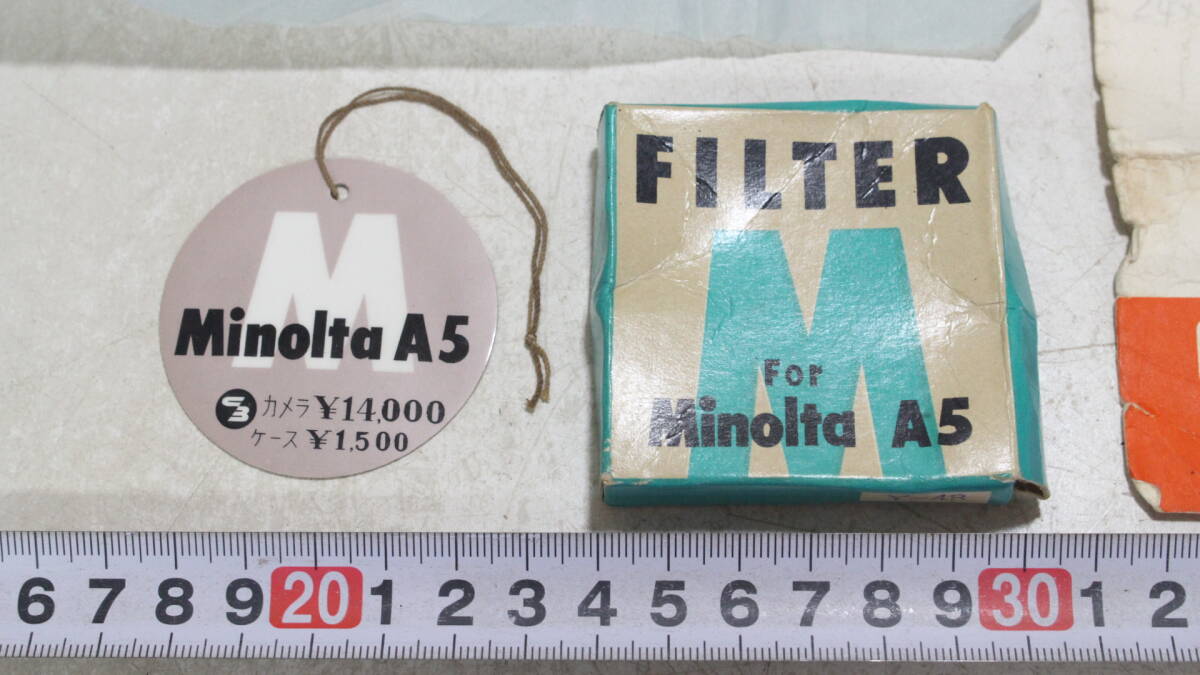 M
Minolta A5
カメラ ¥14,000
ケース ¥1,500
FILTER
M
For
Minolta A5
6 7 8 9 20 1 2 3 4 5 6 7 8 9 30 1 2